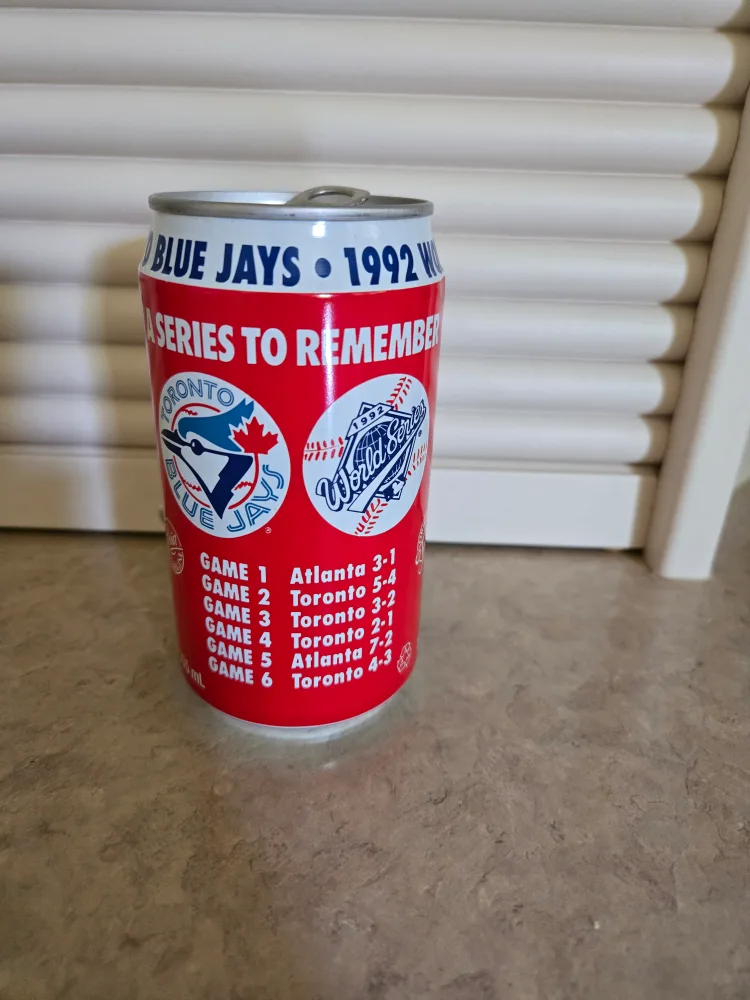 BLUE JAYS • 1992
A SERIES TO REMEMBER
TORONTO
BLUE JAYS
1992
World Series
GAME 1 Atlanta 3-1
GAME 2 Toronto 5-4
GAME 3 Toronto 3-2
GAME 4 Toronto 2-1
GAME 5 Atlanta 7-2
GAME 6 Toronto 4-3
mL